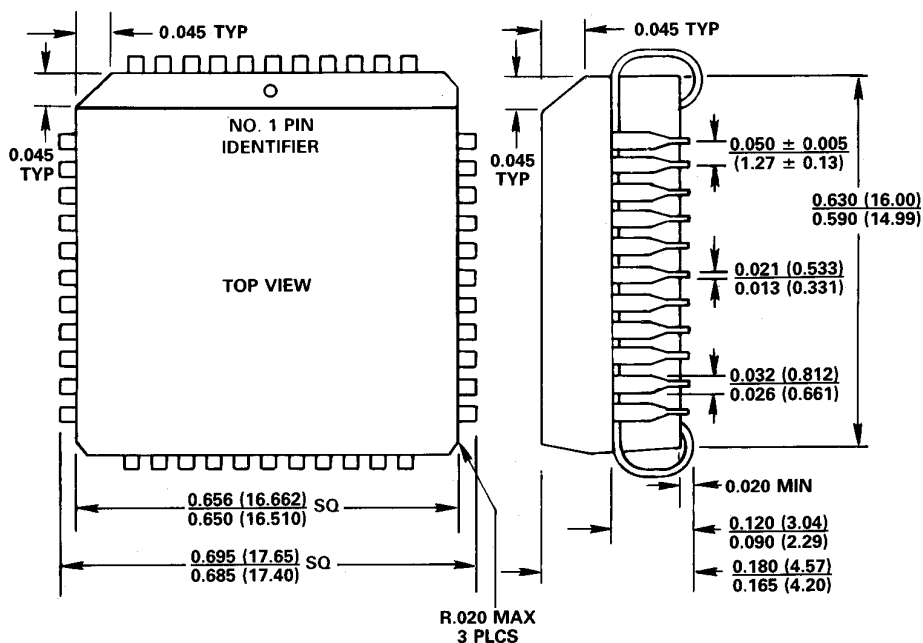 0.045 TYP
0.045 TYP
NO. 1 PIN
IDENTIFIER
0.045
TYP
0.045
TYP
0.050 ± 0.005
(1.27 ± 0.13)
0.630 (16.00)
0.590 (14.99)
TOP VIEW
0.021 (0.533)
0.013 (0.331)
0.032 (0.812)
0.026 (0.661)
0.020 MIN
0.656 (16.662)
0.650 (16.510)
SQ
0.120 (3.04)
0.090 (2.29)
0.695 (17.65)
0.685 (17.40)
SQ
0.180 (4.57)
0.165 (4.20)
R.020 MAX
3 PLCS